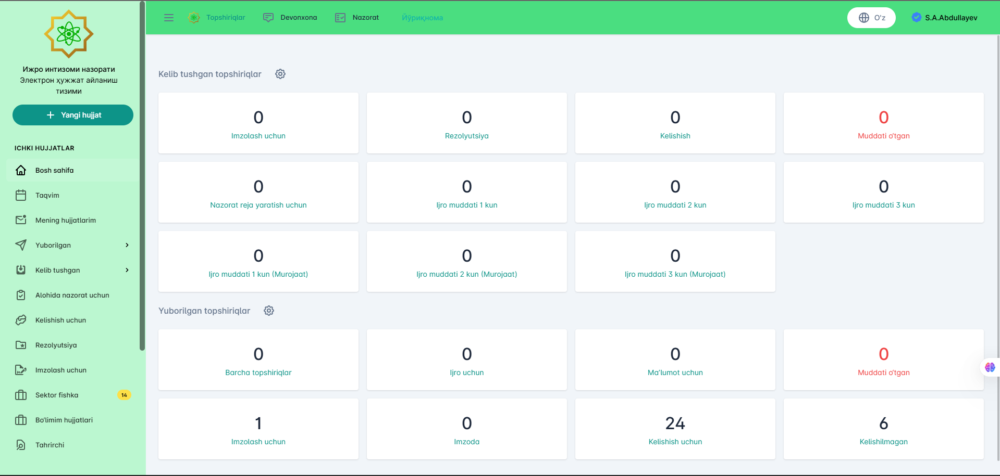 Ижро интизоми назорати
Электрон ҳужжат айланиш
тизими
Yangi hujjat
ICHKI HUJJATLAR
Bosh sahifa
Taqvim
Mening hujjatlarim
Yuborilgan
Kelib tushgan
Alohida nazorat uchun
Kelishish uchun
Rezolyutsiya
Imzolash uchun
Sektor fishka 14
Bo‘limim hujjatlari
Tahrirchi
Topshiriqlar Devonxona Nazorat Йўриқнома O'z S.A.Abdullayev
Kelib tushgan topshiriqlar
0 0 0 0
Imzolash uchun Rezolyutsiya Kelishish Muddati o‘tgan
0 0 0 0
Nazorat reja yaratish uchun Ijro muddati 1 kun Ijro muddati 2 kun Ijro muddati 3 kun
0 0 0
Ijro muddati 1 kun (Murojaat) Ijro muddati 2 kun (Murojaat) Ijro muddati 3 kun (Murojaat)
Yuborilgan topshiriqlar
0 0 0 0
Barcha topshiriqlar Ijro uchun Ma’lumot uchun Muddati o‘tgan
1 0 24 6
Imzolash uchun Imzoda Kelishish uchun Kelishilmagan